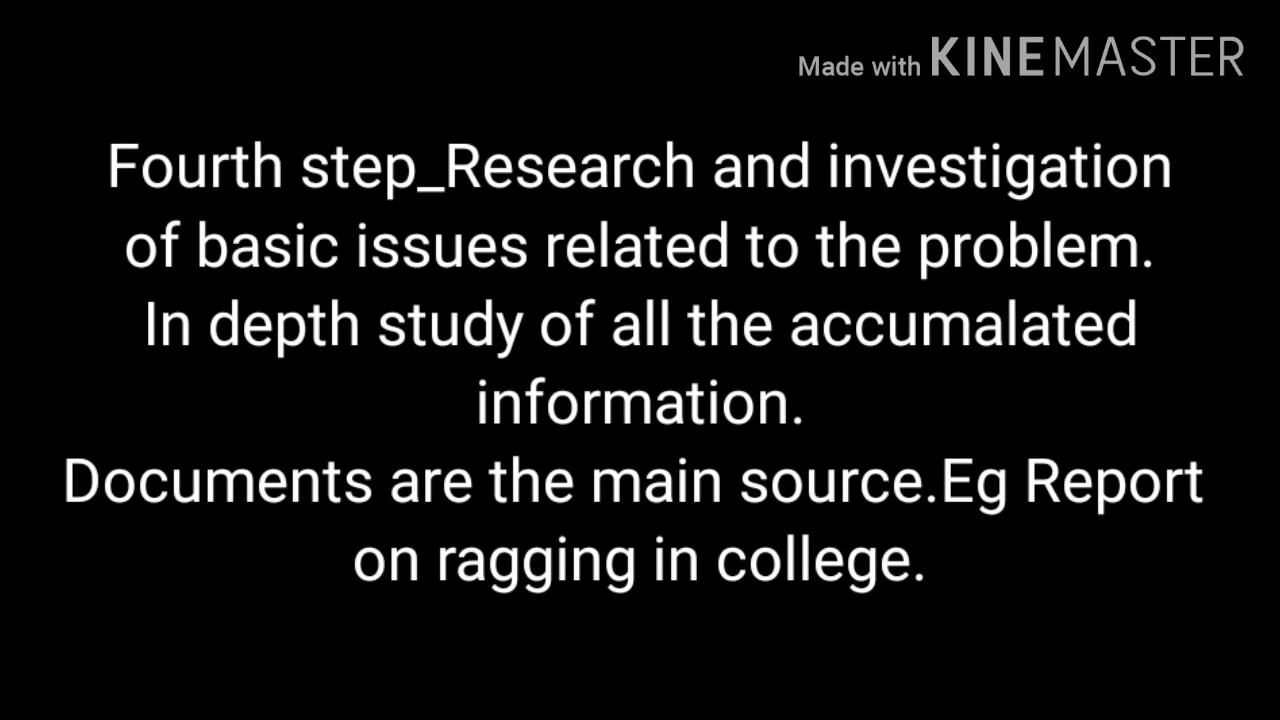 Made with KINEMASTER
Fourth step_Research and investigation
of basic issues related to the problem.
In depth study of all the accumalated
information.
Documents are the main source.Eg Report
on ragging in college.